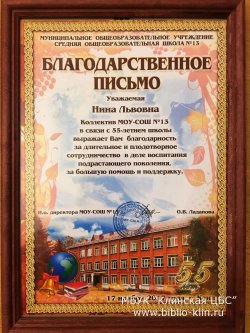 МУНИЦИПАЛЬНОЕ ОБЩЕОБРАЗОВАТЕЛЬНОЕ УЧРЕЖДЕНИЕ
СРЕДНЯЯ ОБЩЕОБРАЗОВАТЕЛЬНАЯ ШКОЛА №13
БЛАГОДАРСТВЕННОЕ
ПИСЬМО
Уважаемая
Нина Львовна
Коллектив МОУ-СОШ №13
в связи с 55-летием школы
выражает Вам благодарность
за длительное и плодотворное
сотрудничество в деле воспитания
подрастающего поколения,
за большую помощь и поддержку.
И.о. директора МОУ-СОШ №13
О.В. Ледяпова
55
МБУК "Клинская ЦБС"
www.biblio-klin.ru